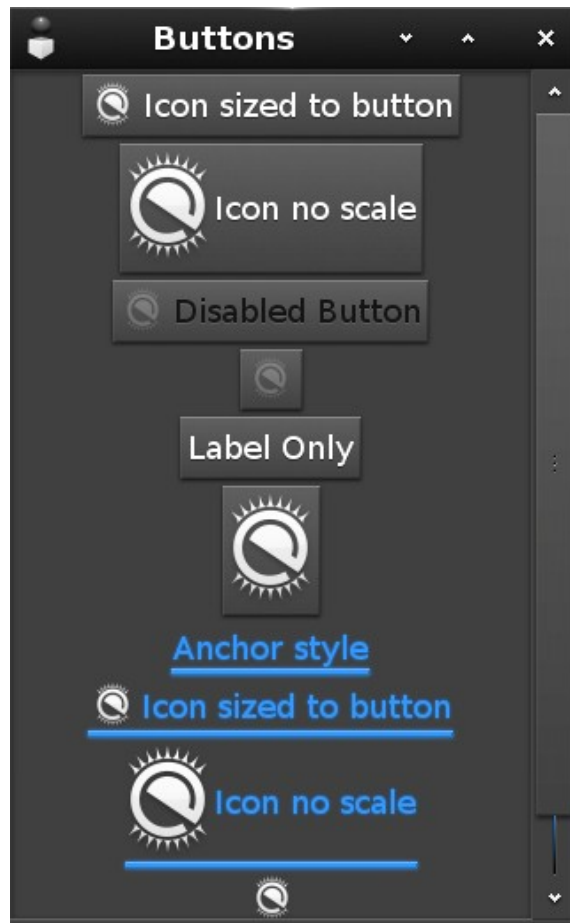 Buttons
Icon sized to button
Icon no scale
Disabled Button
Label Only
Anchor style
Icon sized to button
Icon no scale